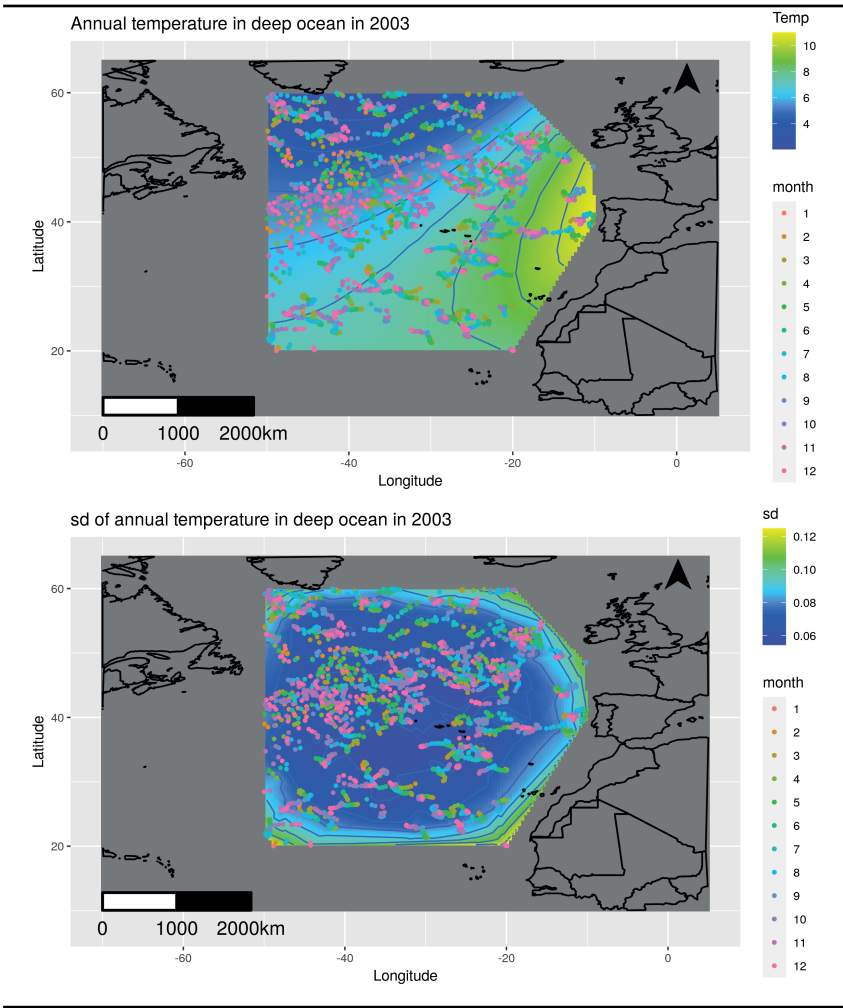 Annual temperature in deep ocean in 2003
Temp
10
8
6
4
60
40
20
Latitude
0 1000 2000km
-60 -40 -20 0
Longitude
month
1
2
3
4
5
6
7
8
9
10
11
12
sd of annual temperature in deep ocean in 2003
sd
0.12
0.10
0.08
0.06
60
40
20
Latitude
0 1000 2000km
-60 -40 -20 0
Longitude
month
1
2
3
4
5
6
7
8
9
10
11
12